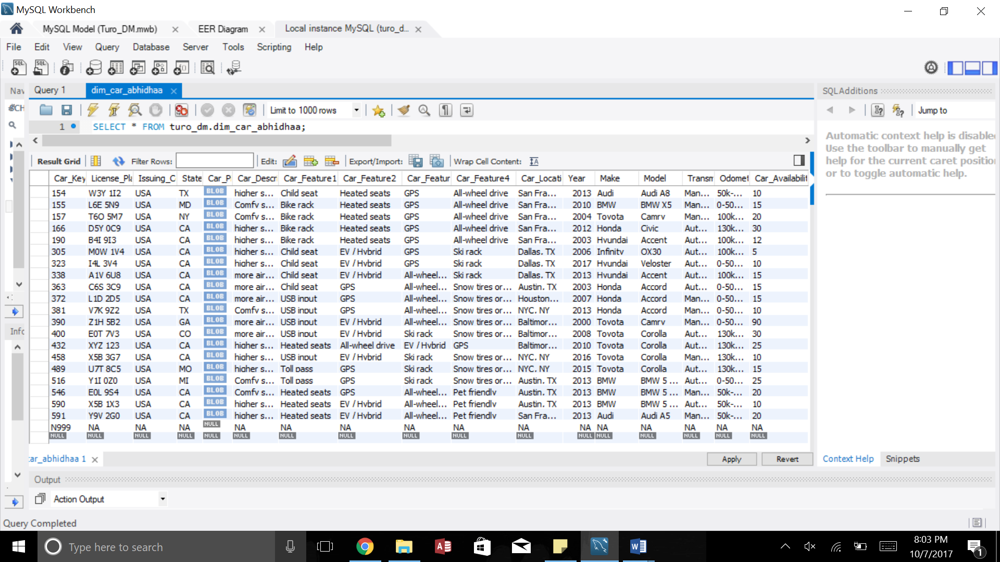 MySQL Workbench
MySQL Model (Turo_DM.mwb) EER Diagram Local instance MySQL (turo_d...
File Edit View Query Database Server Tools Scripting Help
Nav Query 1 dim_car_abhidhaa SQLAdditions
Limit to 1000 rows Jump to
1 SELECT * FROM turo_dm.dim_car_abhidhaa;
Automatic context help is disabled
Use the toolbar to manually get
help for the current caret position
or to toggle automatic help.
Result Grid Filter Rows: Edit: Export/Import: Wrap Cell Content:
Car_Key License_Pla Issuing_C State Car_P Car_Descr Car_Feature1 Car_Feature2 Car_Featur Car_Feature4 Car_Locati Year Make Model Transm Odomet Car_Availabilit
154 W3Y 1I2 USA TX BLOB higher s... Child seat Heated seats GPS All-wheel drive San Fra... 2013 Audi Audi A8 Man... 50k-... 10
155 L6E 5N9 USA MD BLOB Comfy s... Bike rack Heated seats GPS All-wheel drive San Fra... 2010 BMW BMW X5 Man... 0-50... 15
157 T6O 5M7 USA NY BLOB Comfy s... Bike rack Heated seats GPS All-wheel drive San Fra... 2004 Toyota Camry Man... 100k... 20
166 D5Y 0C9 USA CA BLOB higher s... Bike rack Heated seats GPS All-wheel drive San Fra... 2012 Honda Civic Aut... 130k... 30
190 B4I 9I3 USA CA BLOB higher s... Bike rack Heated seats GPS All-wheel drive San Fra... 2003 Hyundai Accent Aut... 100k... 12
305 M0W 1V4 USA CA BLOB higher s... Child seat EV / Hybrid GPS Ski rack Dallas, TX 2006 Infinity QX30 Aut... 100k... 5
323 I4L 3V4 USA CA BLOB higher s... Child seat EV / Hybrid GPS Ski rack Dallas, TX 2017 Hyundai Veloster Aut... 0-50... 10
338 A1V 6U8 USA CA BLOB more air... Child seat EV / Hybrid All-wheel... Ski rack Dallas, TX 2013 Hyundai Accent Aut... 100k... 15
363 C6S 3C9 USA CA BLOB more air... Child seat GPS All-wheel... Snow tires or... Austin, TX 2003 Honda Accord Aut... 0-50... 15
372 L1D 2D5 USA CA BLOB more air... USB input GPS All-wheel... Snow tires or... Houston... 2007 Honda Accord Man... 0-50... 15
381 V7K 9Z2 USA TX BLOB Comfy s... USB input GPS All-wheel... Snow tires or... NYC, NY 2013 Honda Accord Man... 0-50... 10
390 Z1H 5B2 USA GA BLOB more air... USB input EV / Hybrid All-wheel... Snow tires or... Baltimor... 2000 Toyota Camry Man... 0-50... 90
400 E0T 7V3 USA CO BLOB more air... USB input EV / Hybrid Ski rack Snow tires or... Baltimor... 2008 Toyota Corolla Aut... 130k... 30
432 XYZ 123 USA CA BLOB higher s... Heated seats All-wheel drive EV / Hybrid GPS Baltimor... 2010 Toyota Corolla Aut... 130k... 25
458 X5B 3G7 USA CA BLOB higher s... USB input EV / Hybrid Ski rack Snow tires or... NYC, NY 2016 Toyota Corolla Man... 130k... 10
489 U7T 8C5 USA MO BLOB higher s... Toll pass GPS Ski rack Snow tires or... NYC, NY 2015 Toyota Corolla Aut... 130k... 15
516 Y1I 0Z0 USA MI BLOB Comfy s... Toll pass GPS Ski rack Snow tires or... Austin, TX 2013 BMW BMW 5 ... Aut... 0-50... 25
546 E0L 9S4 USA CA BLOB Comfy s... Heated seats GPS All-wheel... Pet friendly Austin, TX 2013 BMW BMW 5 ... Man... 50k-... 20
590 X5B 1X3 USA CA BLOB higher s... Heated seats EV / Hybrid All-wheel... Pet friendly Austin, TX 2013 BMW BMW 5 ... Aut... 50k-... 10
591 Y9V 2G0 USA CA BLOB higher s... Heated seats EV / Hybrid All-wheel... Pet friendly San Fra... 2013 Audi Audi A5 Man... 50k-... 20
N999 NA NA NA NULL NA NA NA NA NA NA NA NA NA NA NA NA
NULL NULL NULL NULL NULL NULL NULL NULL NULL NULL NULL NULL NULL NULL NULL NULL NULL
Info
car_abhidhaa 1 Apply Revert Context Help Snippets
Output
Action Output
Query Completed
Type here to search
8:03 PM
10/7/2017
1